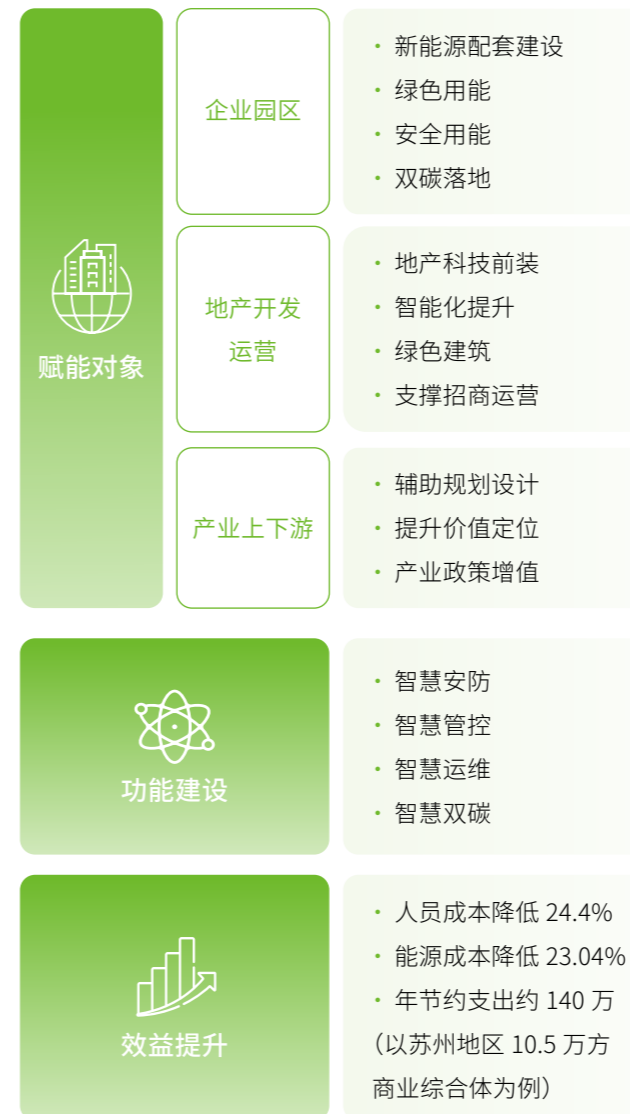 赋能对象
企业园区
· 新能源配套建设
· 绿色用能
· 安全用能
· 双碳落地
地产开发
运营
· 地产科技前装
· 智能化提升
· 绿色建筑
· 支撑招商运营
产业上下游
· 辅助规划设计
· 提升价值定位
· 产业政策增值
功能建设
· 智慧安防
· 智慧管控
· 智慧运维
· 智慧双碳
效益提升
· 人员成本降低 24.4%
· 能源成本降低 23.04%
· 年节约支出约 140 万
（以苏州地区 10.5 万方
商业综合体为例）